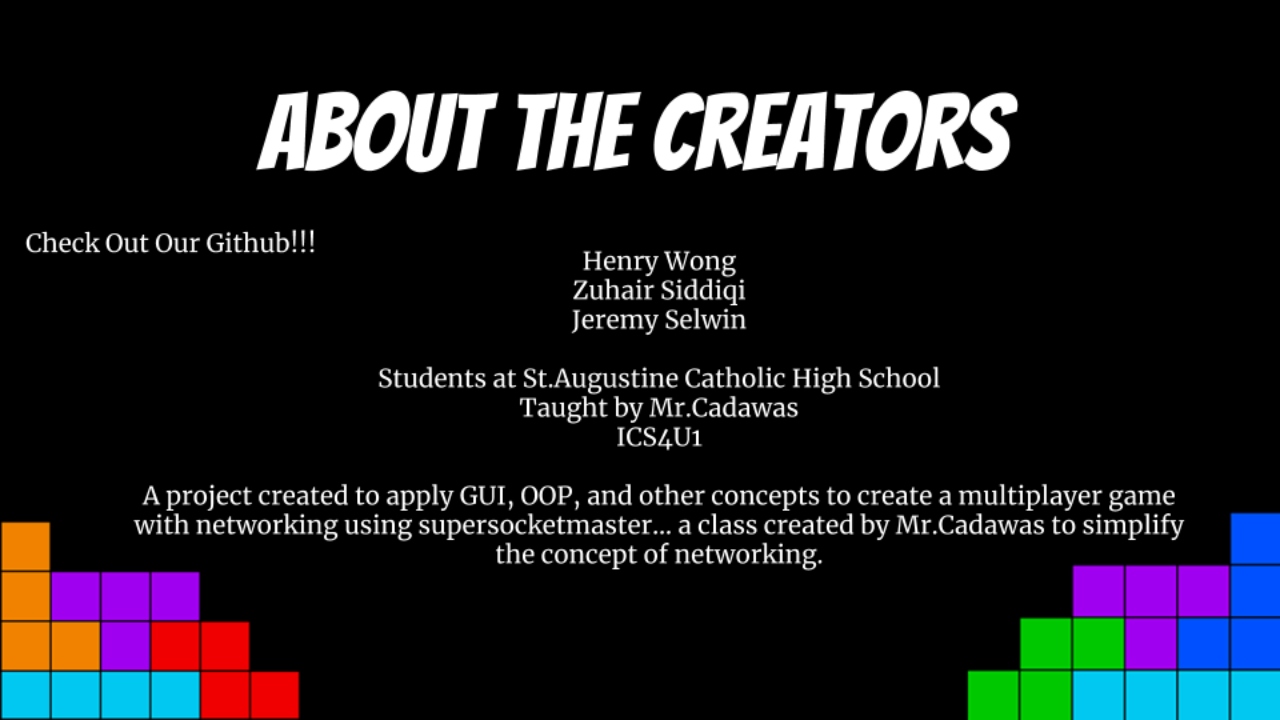 ABOUT THE CREATORS
Check Out Our Github!!!
Henry Wong
Zuhair Siddiqi
Jeremy Selwin
Students at St.Augustine Catholic High School
Taught by Mr.Cadawas
ICS4U1
A project created to apply GUI, OOP, and other concepts to create a multiplayer game
with networking using supersocketmaster... a class created by Mr.Cadawas to simplify
the concept of networking.